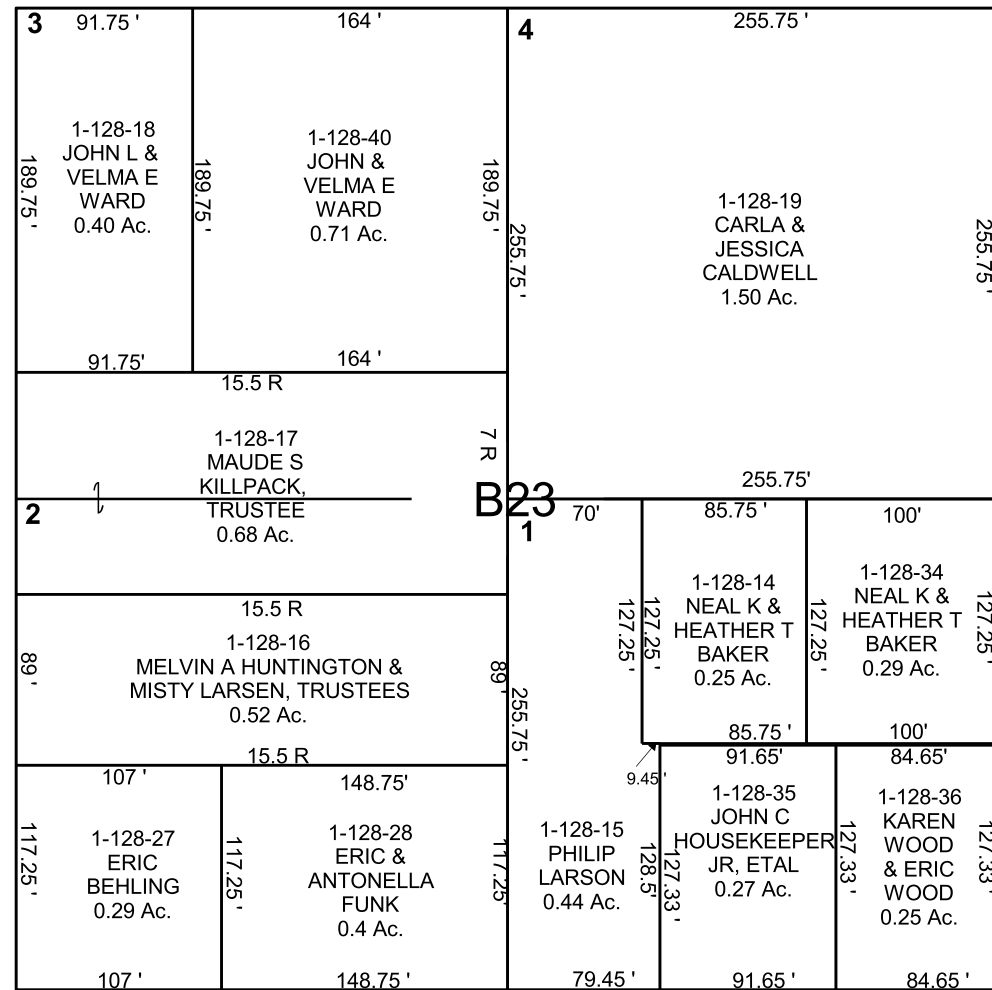 3
91.75 '
164 '
1-128-18
JOHN L &
VELMA E
WARD
0.40 Ac.
189.75 '
189.75 '
1-128-40
JOHN &
VELMA E
WARD
0.71 Ac.
189.75 '
91.75'
164 '
4
255.75 '
255.75 '
1-128-19
CARLA &
JESSICA
CALDWELL
1.50 Ac.
255.75 '
255.75'
15.5 R
7 R
1-128-17
MAUDE S
KILLPACK,
TRUSTEE
0.68 Ac.
B23
2
15.5 R
89 '
1-128-16
MELVIN A HUNTINGTON &
MISTY LARSEN, TRUSTEES
0.52 Ac.
89 '
15.5 R
107 '
148.75'
117.25 '
1-128-27
ERIC
BEHLING
0.29 Ac.
117.25 '
1-128-28
ERIC &
ANTONELLA
FUNK
0.4 Ac.
117.25'
107 '
148.75 '
1
70'
85.75 '
100'
255.75 '
127.25 '
127.25 '
1-128-14
NEAL K &
HEATHER T
BAKER
0.25 Ac.
127.25 '
1-128-34
NEAL K &
HEATHER T
BAKER
0.29 Ac.
127.25 '
85.75 '
100'
9.45 '
91.65'
84.65'
1-128-15
PHILIP
LARSON
0.44 Ac.
128.5'
127.33 '
1-128-35
JOHN C
HOUSEKEEPER
JR, ETAL
0.27 Ac.
127.33 '
1-128-36
KAREN
WOOD
& ERIC
WOOD
0.25 Ac.
127.33 '
79.45 '
91.65 '
84.65 '